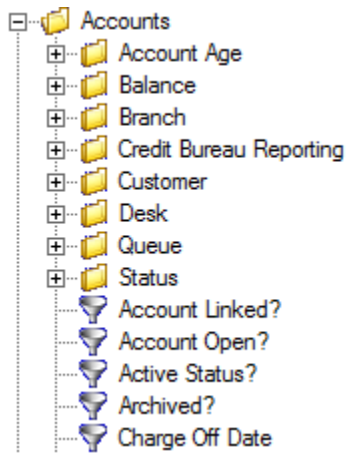 Accounts
Account Age
Balance
Branch
Credit Bureau Reporting
Customer
Desk
Queue
Status
Account Linked?
Account Open?
Active Status?
Archived?
Charge Off Date